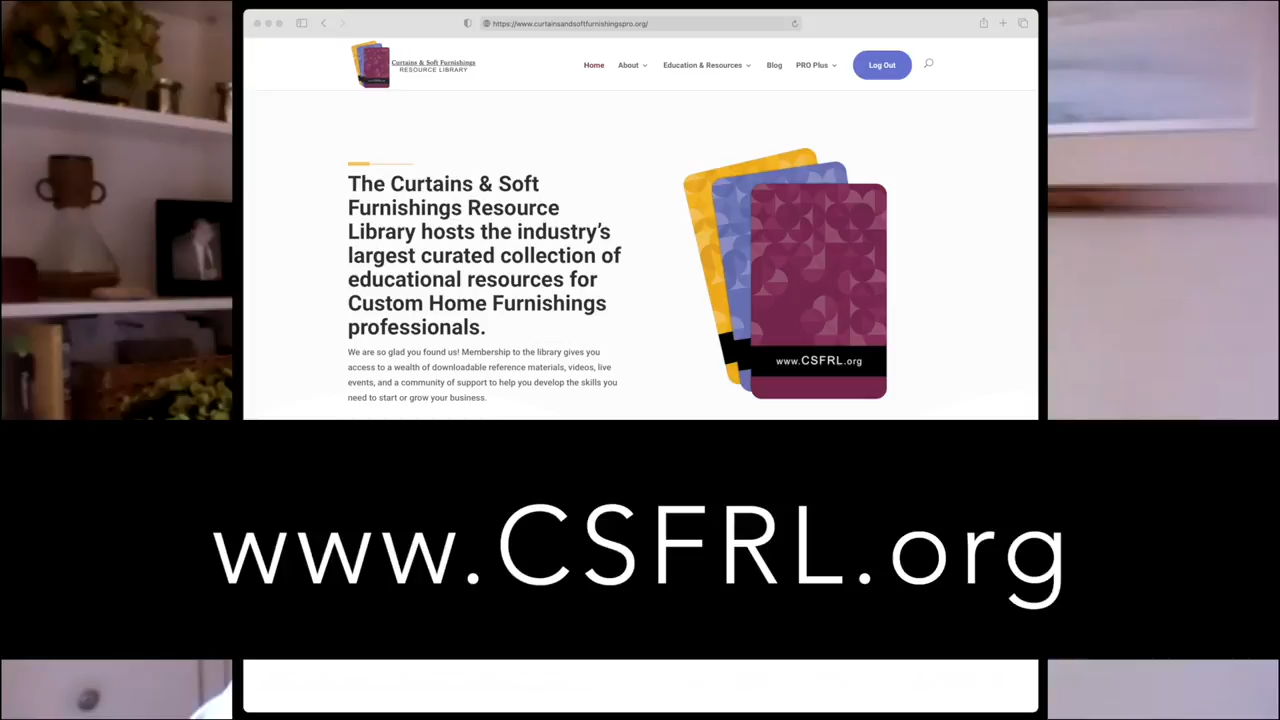 https://www.curtainsandsoftfurnishingspro.org/
Curtains & Soft Furnishings
RESOURCE LIBRARY
Home About Education & Resources Blog PRO Plus Log Out
The Curtains & Soft
Furnishings Resource
Library hosts the industry’s
largest curated collection of
educational resources for
Custom Home Furnishings
professionals.
We are so glad you found us! Membership to the library gives you
access to a wealth of downloadable reference materials, videos, live
events, and a community of support to help you develop the skills you
need to start or grow your business.
www.CSFRL.org
www.CSFRL.org